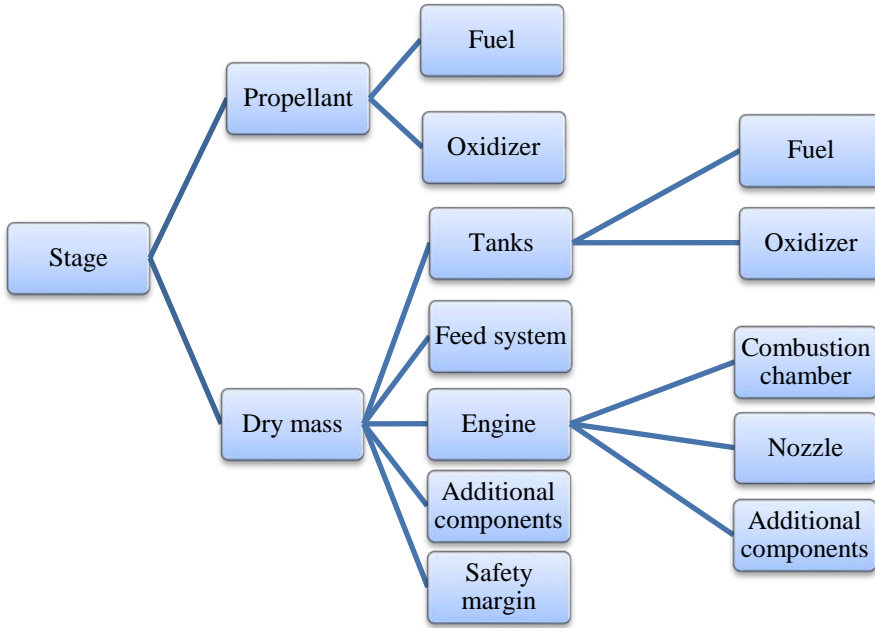 Stage
Propellant
Fuel
Oxidizer
Dry mass
Tanks
Fuel
Oxidizer
Feed system
Engine
Combustion
chamber
Nozzle
Additional
components
Additional
components
Safety
margin